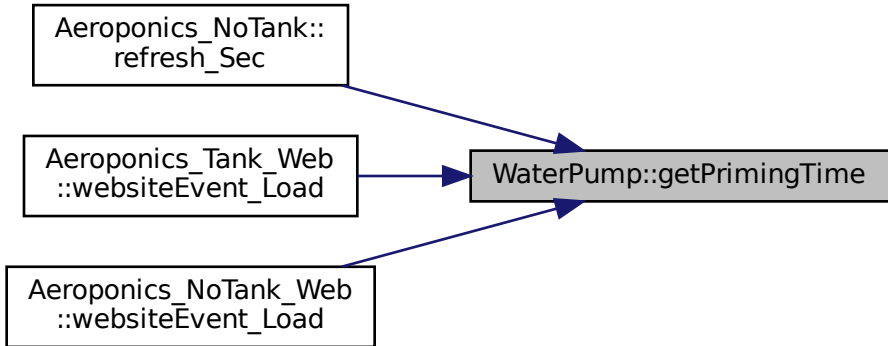 Aeroponics_NoTank::
refresh_Sec
Aeroponics_Tank_Web
::websiteEvent_Load
WaterPump::getPrimingTime
Aeroponics_NoTank_Web
::websiteEvent_Load